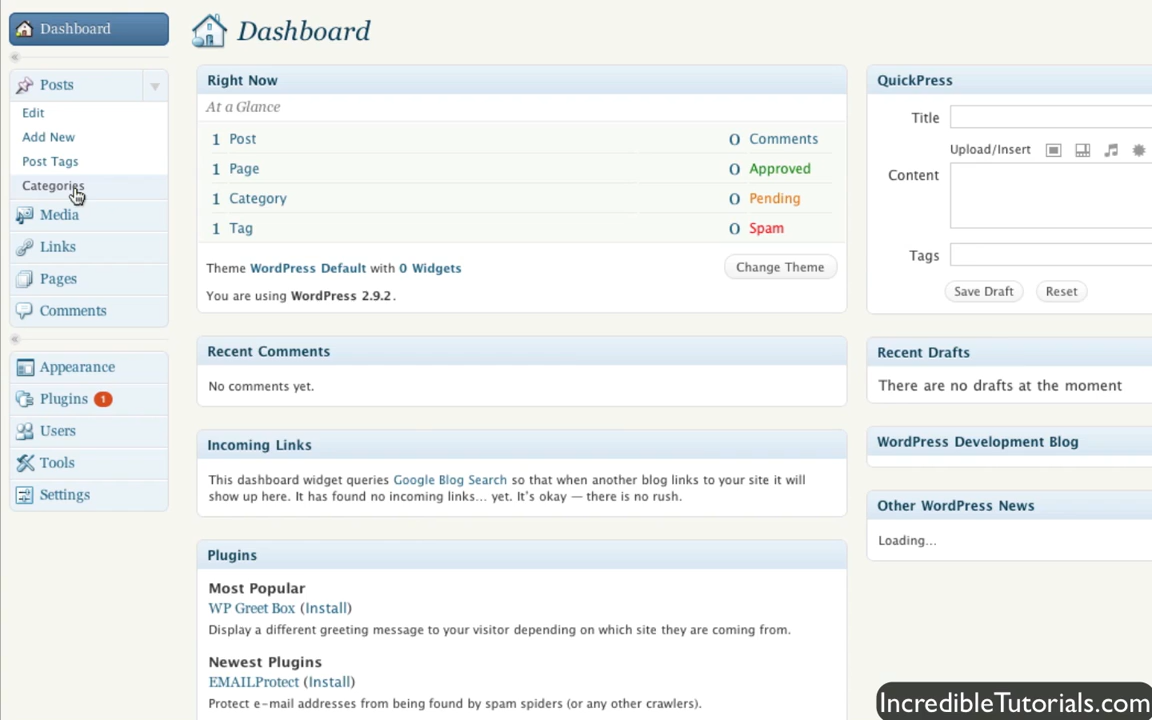 Dashboard
Posts
Edit
Add New
Post Tags
Categories
Media
Links
Pages
Comments
Appearance
Plugins 1
Users
Tools
Settings
Dashboard
Right Now
At a Glance
1 Post 0 Comments
1 Page 0 Approved
1 Category 0 Pending
1 Tag 0 Spam
Theme WordPress Default with 0 Widgets Change Theme
You are using WordPress 2.9.2.
Recent Comments
No comments yet.
Incoming Links
This dashboard widget queries Google Blog Search so that when another blog links to your site it will
show up here. It has found no incoming links... yet. It's okay — there is no rush.
Plugins
Most Popular
WP Greet Box (Install)
Display a different greeting message to your visitor depending on which site they are coming from.
Newest Plugins
EMAILProtect (Install)
Protect e-mail addresses from being found by spam spiders (or any other crawlers).
QuickPress
Title
Upload/Insert
Content
Tags
Save Draft Reset
Recent Drafts
There are no drafts at the moment
WordPress Development Blog
Other WordPress News
Loading...
IncredibleTutorials.com